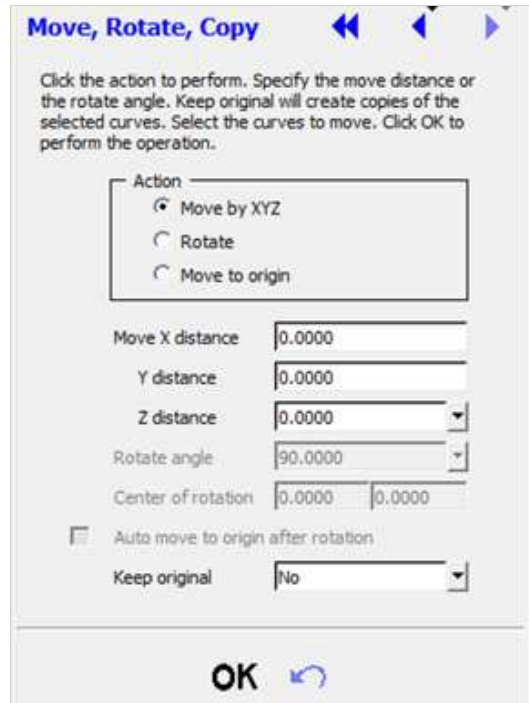 Move, Rotate, Copy
Click the action to perform. Specify the move distance or
the rotate angle. Keep original will create copies of the
selected curves. Select the curves to move. Click OK to
perform the operation.
Action
Move by XYZ
Rotate
Move to origin
Move X distance 0.0000
Y distance 0.0000
Z distance 0.0000
Rotate angle 90.0000
Center of rotation 0.0000 0.0000
Auto move to origin after rotation
Keep original No
OK